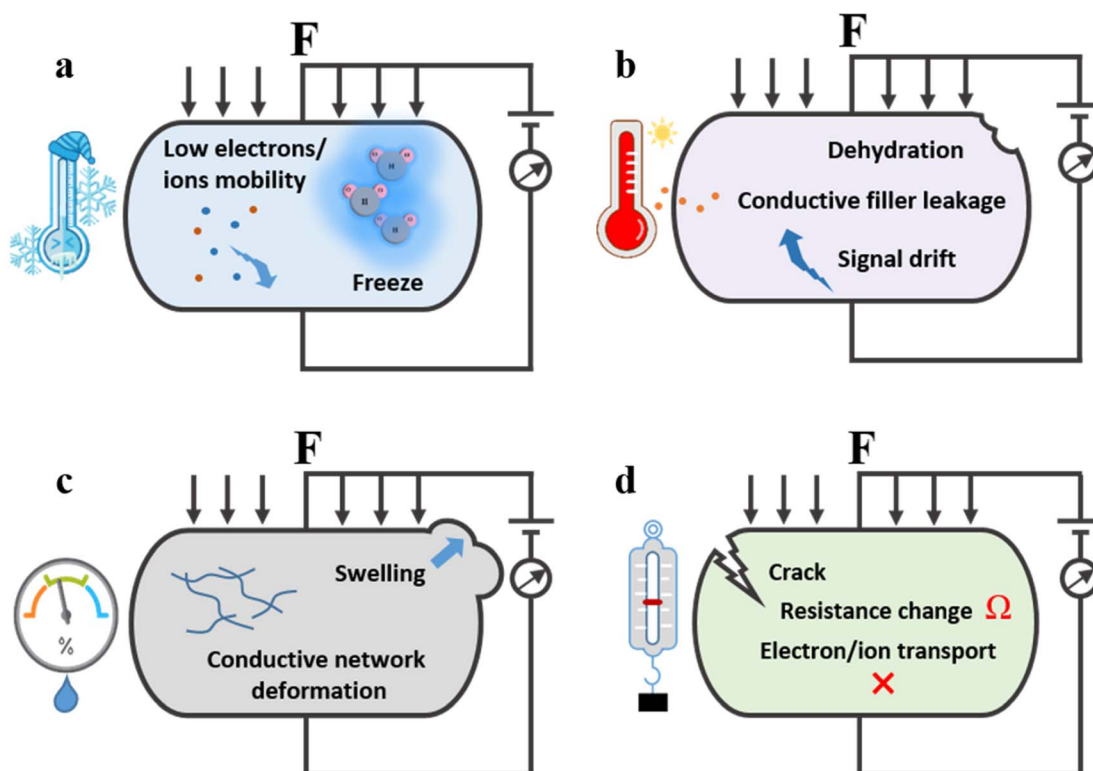 a
F
Low electrons/
ions mobility
O O
H
O O
H
O O
H
Freeze
b
F
Dehydration
Conductive filler leakage
Signal drift
c
F
Swelling
%
Conductive network
deformation
d
F
Crack
Resistance change Ω
Electron/ion transport